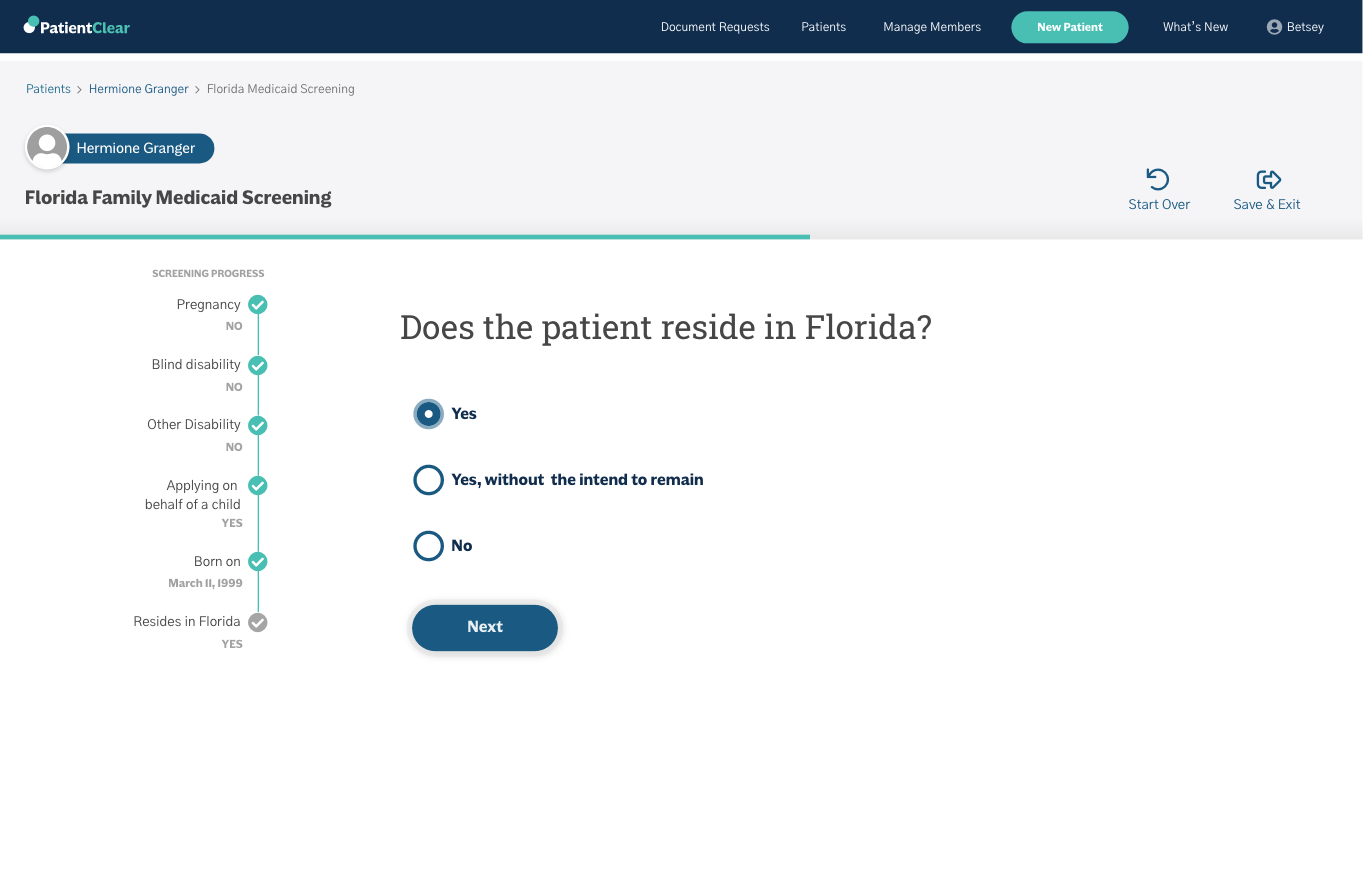 PatientClear
Document Requests
Patients
Manage Members
New Patient
What's New
Betsey
Patients > Hermione Granger > Florida Medicaid Screening
Hermione Granger
Florida Family Medicaid Screening
Start Over
Save & Exit
SCREENING PROGRESS
Pregnancy
NO
Blind disability
NO
Other Disability
NO
Applying on
behalf of a child
YES
Born on
March 11, 1999
Resides in Florida
YES
Does the patient reside in Florida?
Yes
Yes, without the intend to remain
No
Next